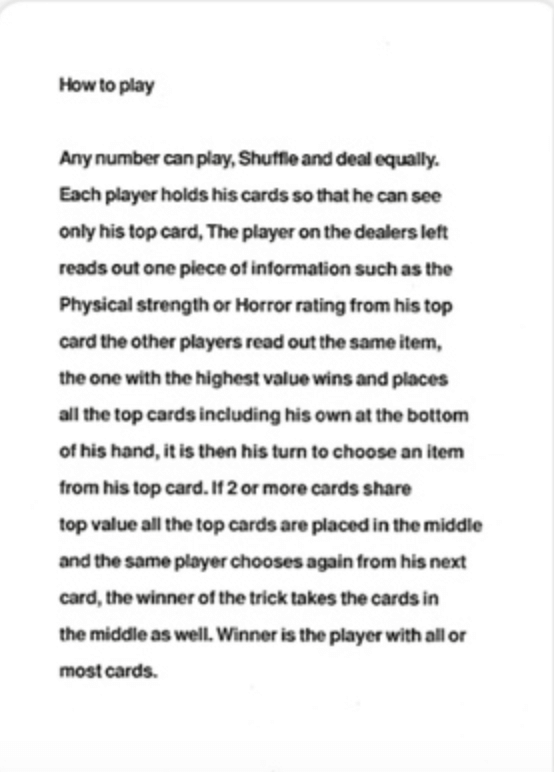 How to play
Any number can play, Shuffle and deal equally.
Each player holds his cards so that he can see
only his top card, The player on the dealers left
reads out one piece of information such as the
Physical strength or Horror rating from his top
card the other players read out the same item,
the one with the highest value wins and places
all the top cards including his own at the bottom
of his hand, it is then his turn to choose an item
from his top card. If 2 or more cards share
top value all the top cards are placed in the middle
and the same player chooses again from his next
card, the winner of the trick takes the cards in
the middle as well. Winner is the player with all or
most cards.